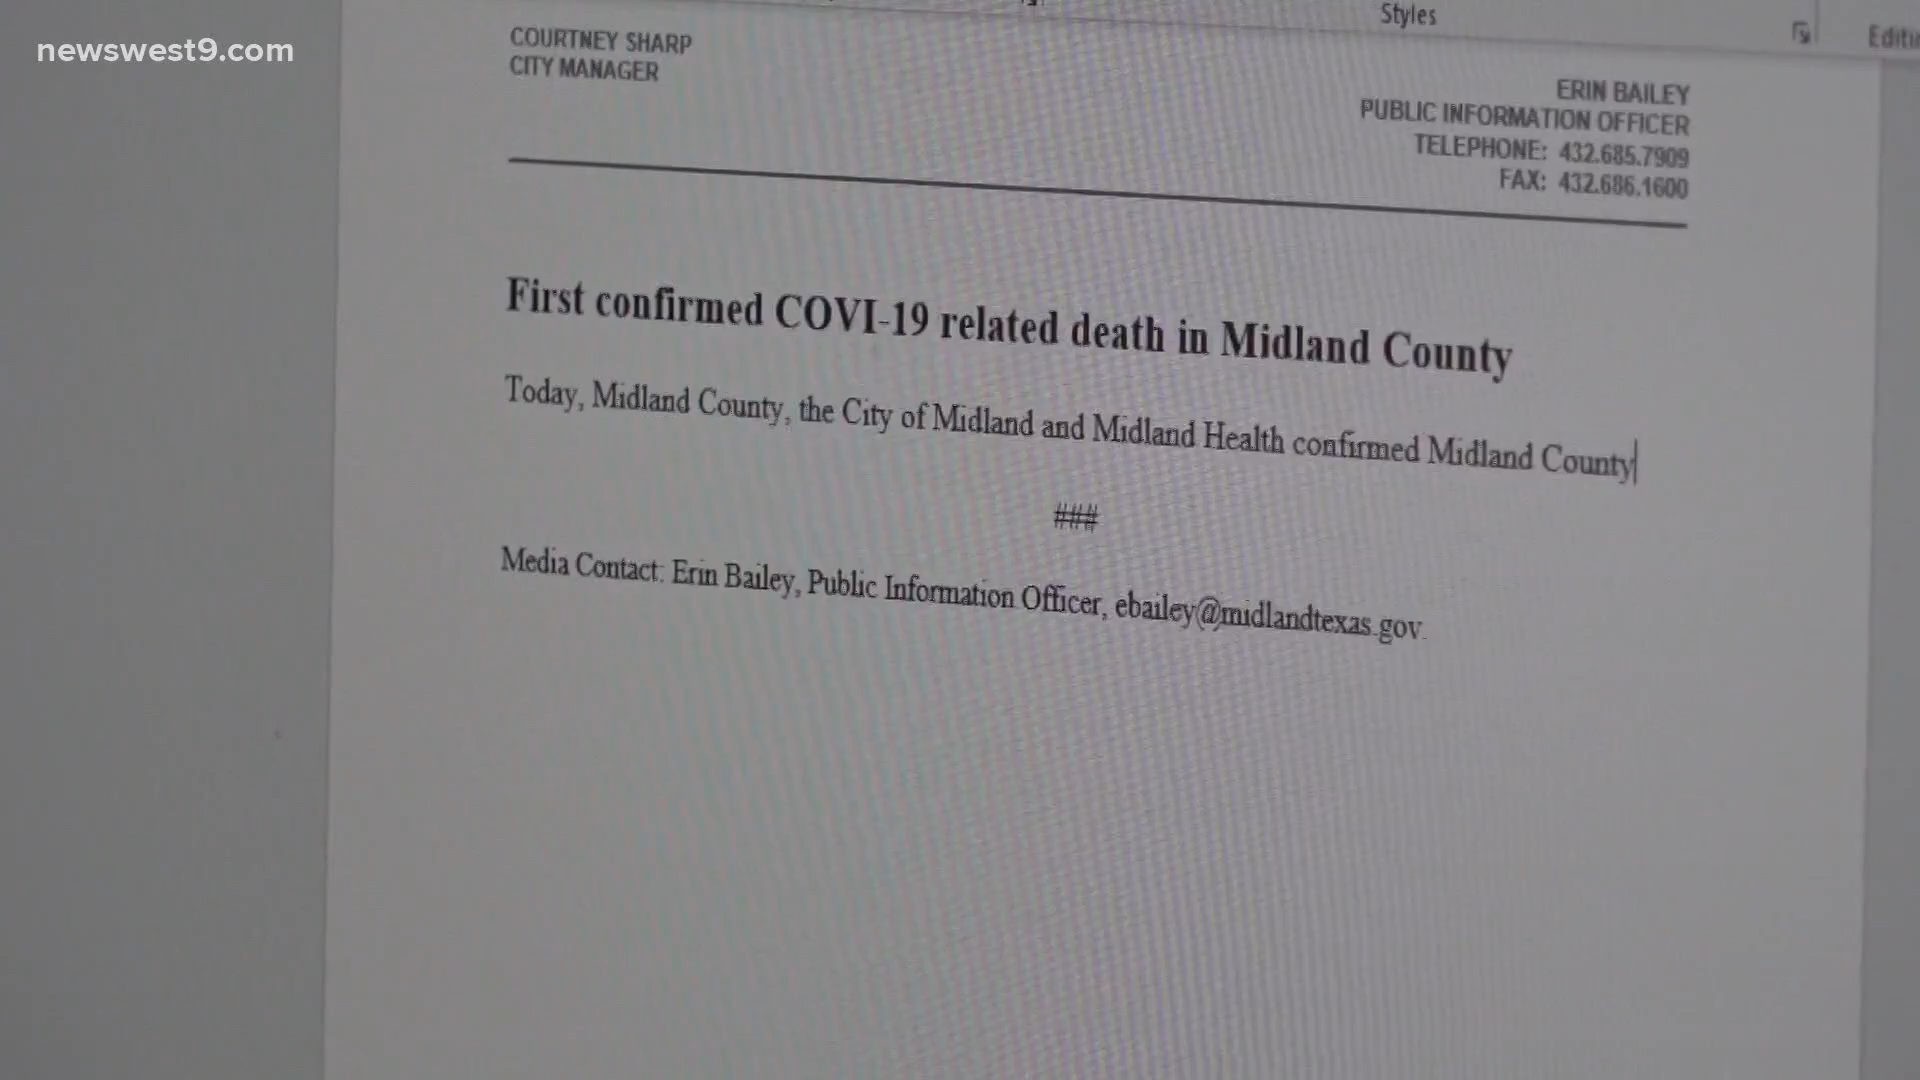 Styles
Editi
newswest9.com
COURTNEY SHARP
CITY MANAGER
ERIN BAILEY
PUBLIC INFORMATION OFFICER
TELEPHONE: 432.685.7909
FAX: 432.686.1600
First confirmed COVI-19 related death in Midland County
Today, Midland County, the City of Midland and Midland Health confirmed Midland County
###
Media Contact: Erin Bailey, Public Information Officer, ebailey@midlandtexas.gov.